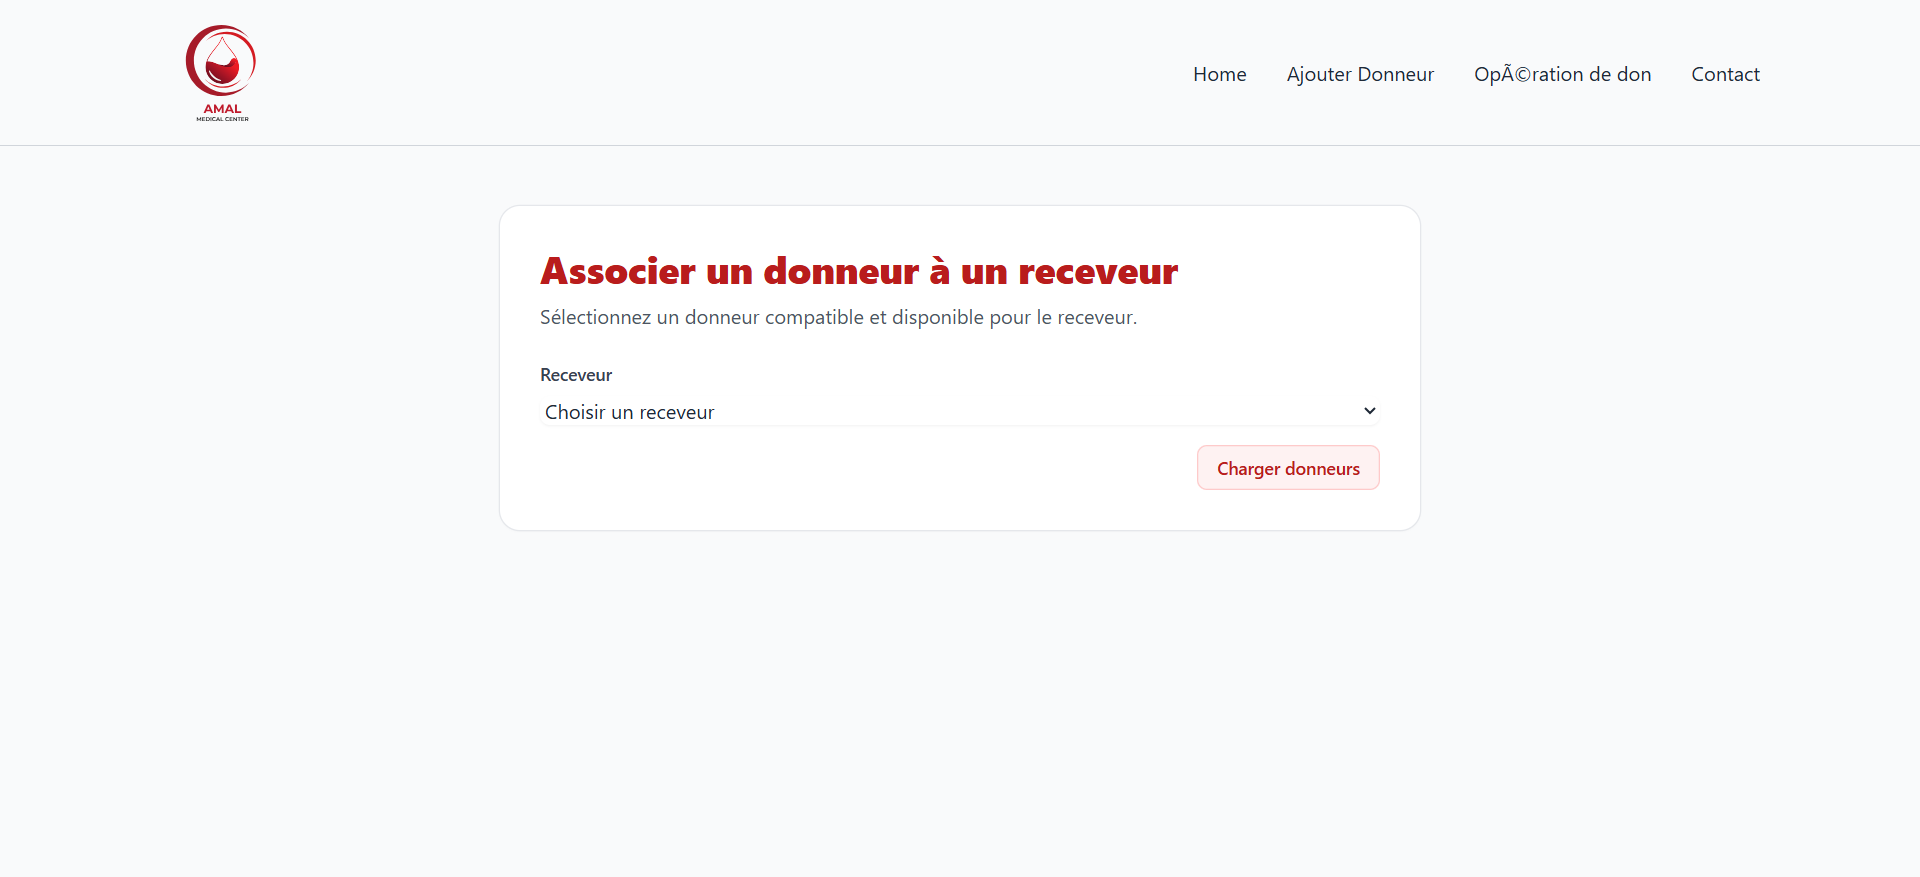 AMAL
MEDICAL CENTER
Home
Ajouter Donneur
OpÃ©ration de don
Contact
Associer un donneur à un receveur
Sélectionnez un donneur compatible et disponible pour le receveur.
Receveur
Choisir un receveur
Charger donneurs